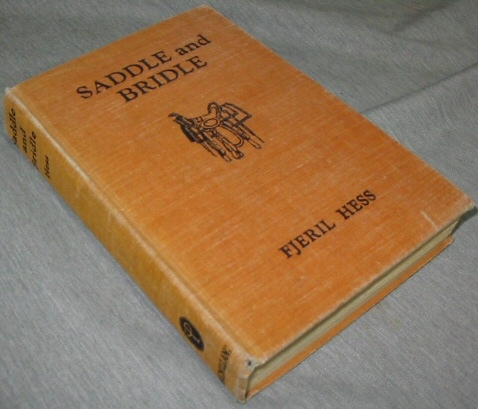 SADDLE and
BRIDLE
FJERIL HESS
Saddle
and
Bridle
Hess